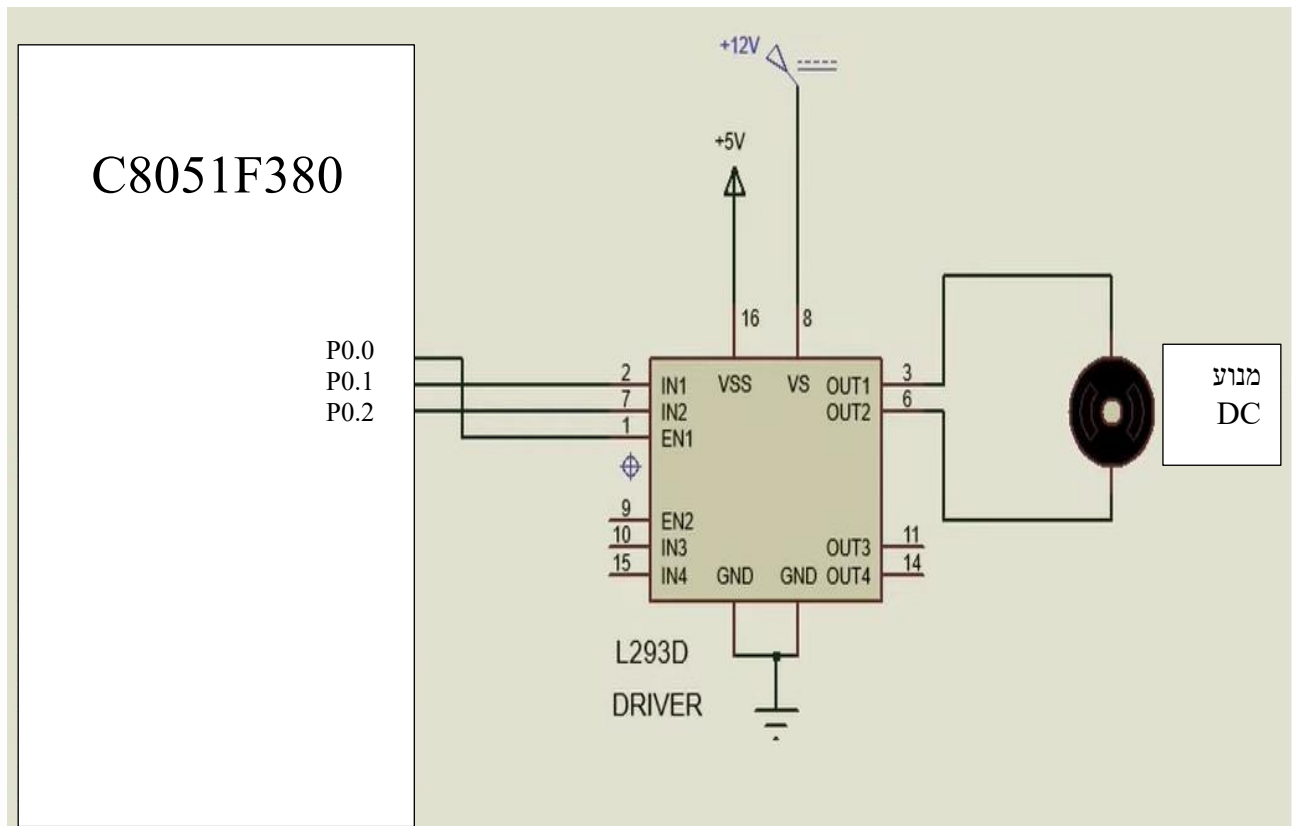 +12V
+5V
C8051F380
16 8
P0.0
P0.1
P0.2
2 IN1 VSS VS OUT1 3
7 IN2 OUT2 6
1 EN1
מנוע
DC
9 EN2
10 IN3 OUT3 11
15 IN4 GND GND OUT4 14
L293D
DRIVER